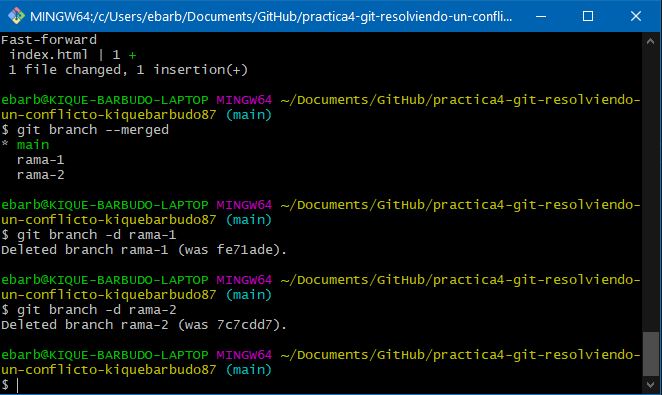 MINGW64:/c/Users/ebarb/Documents/GitHub/practica4-git-resolviendo-un-confli...
Fast-forward
 index.html | 1 +
 1 file changed, 1 insertion(+)
ebarb@KIQUE-BARBUDO-LAPTOP MINGW64 ~/Documents/GitHub/practica4-git-resolviendo-
un-conflicto-kiquebarbudo87 (main)
$ git branch --merged
* main
  rama-1
  rama-2
ebarb@KIQUE-BARBUDO-LAPTOP MINGW64 ~/Documents/GitHub/practica4-git-resolviendo-
un-conflicto-kiquebarbudo87 (main)
$ git branch -d rama-1
Deleted branch rama-1 (was fe71ade).
ebarb@KIQUE-BARBUDO-LAPTOP MINGW64 ~/Documents/GitHub/practica4-git-resolviendo-
un-conflicto-kiquebarbudo87 (main)
$ git branch -d rama-2
Deleted branch rama-2 (was 7c7cdd7).
ebarb@KIQUE-BARBUDO-LAPTOP MINGW64 ~/Documents/GitHub/practica4-git-resolviendo-
un-conflicto-kiquebarbudo87 (main)
$